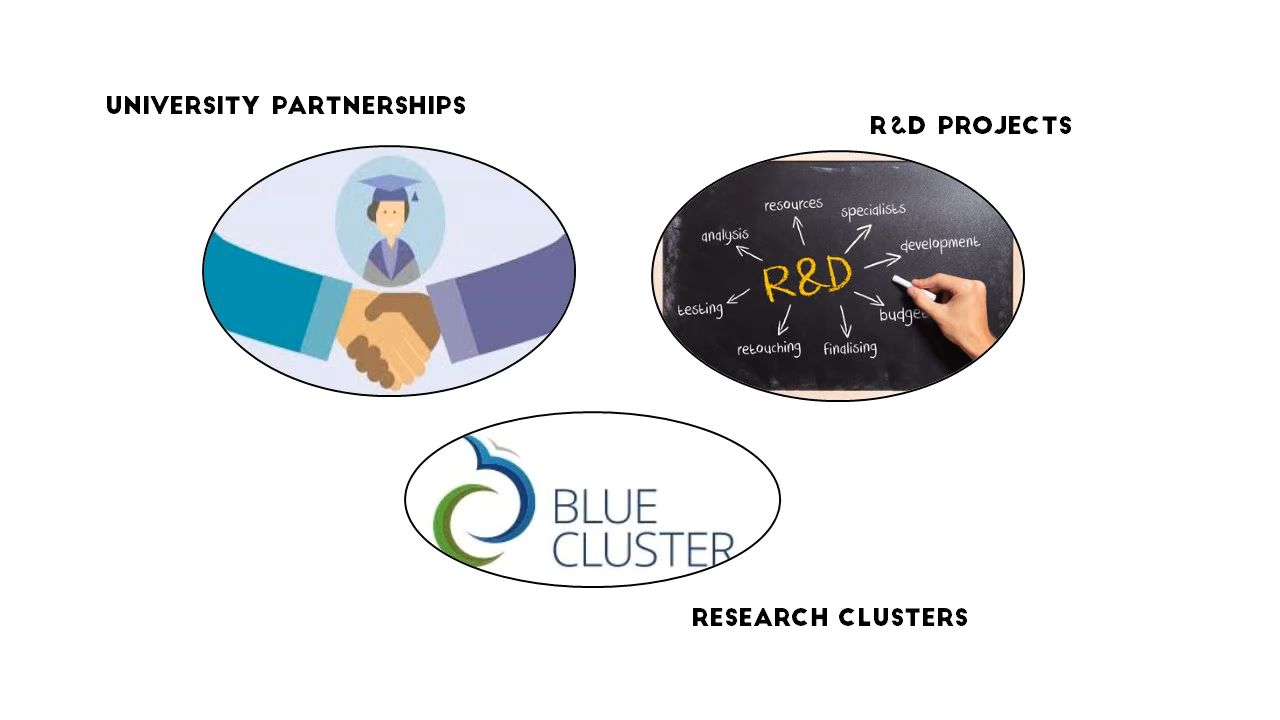 UNIVERSITY PARTNERSHIPS
R&D PROJECTS
resources
specialists
analysis
development
R&D
testing
budget
retouching
finalising
BLUE
CLUSTER
RESEARCH CLUSTERS